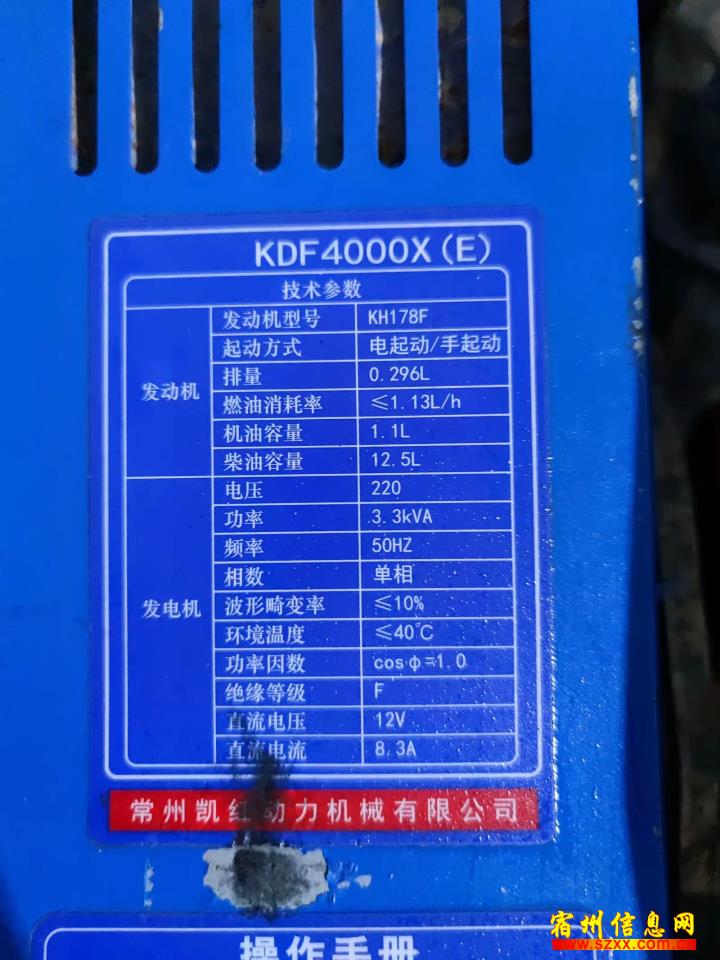 KDF4000X(E)
技术参数
发动机
发动机型号 KH178F
起动方式 电起动/手起动
排量 0.296L
燃油消耗率 ≤1.13L/h
机油容量 1.1L
柴油容量 12.5L
发电机
电压 220
功率 3.3kVA
频率 50HZ
相数 单相
波形畸变率 ≤10%
环境温度 ≤40℃
功率因数 cosφ=1.0
绝缘等级 F
直流电压 12V
直流电流 8.3A
常州凯红动力机械有限公司
操作手册
宿州信息网
www.szxx.com.cn